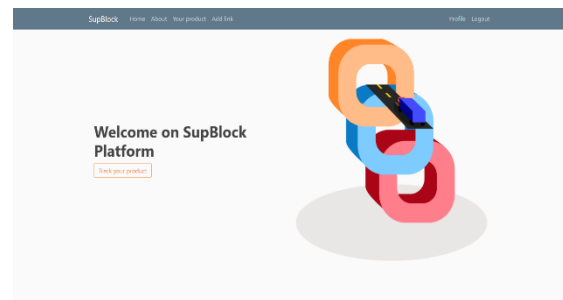 SupBlock Home About Your product Add link Profile Logout
Welcome on SupBlock
Platform
Track your product